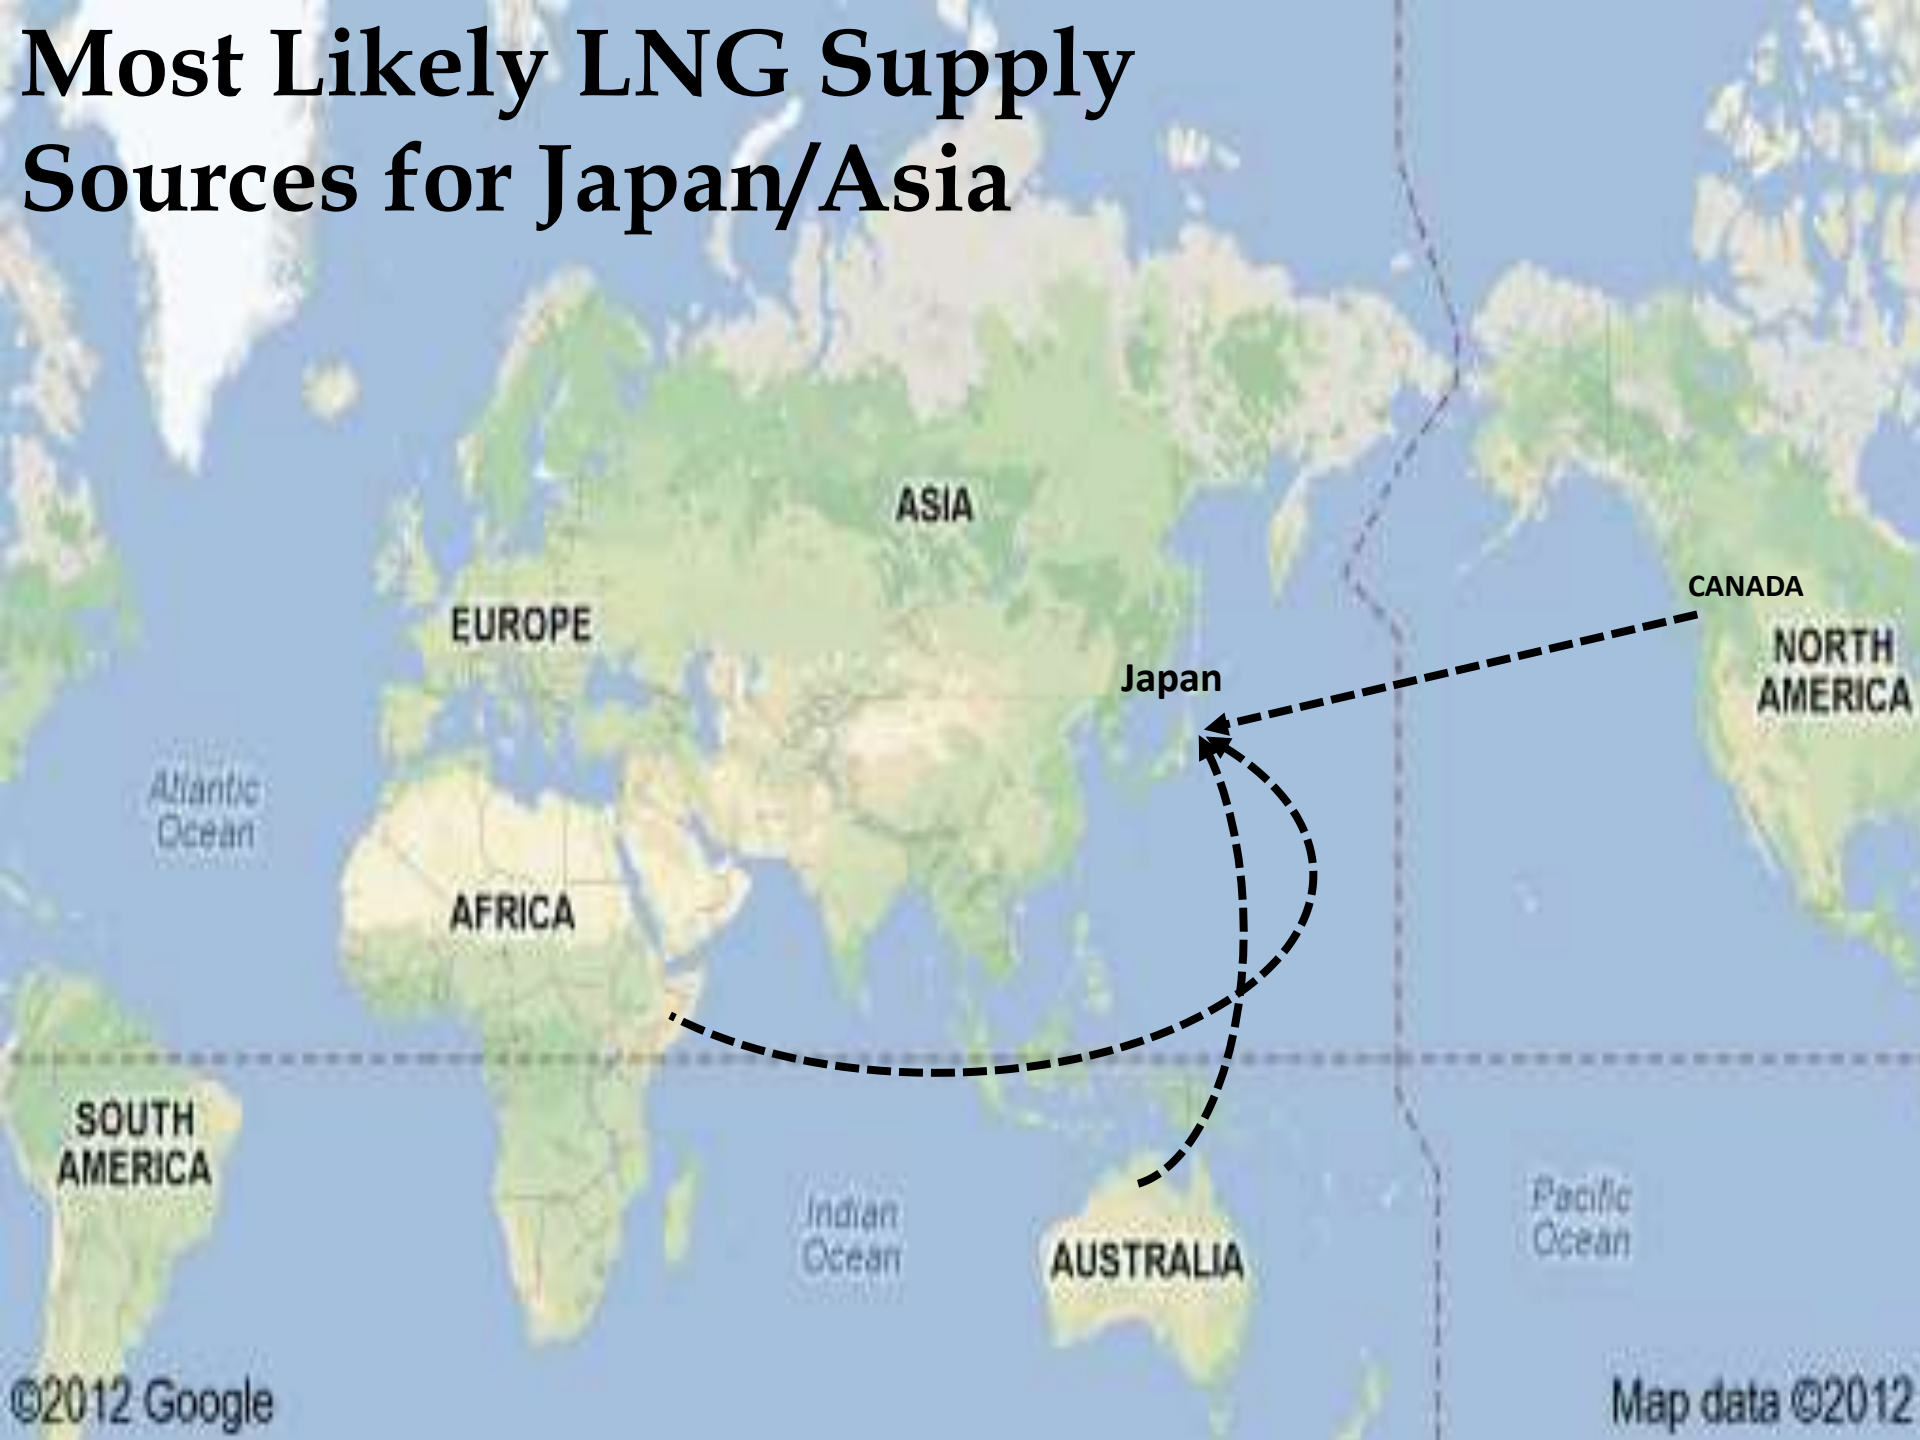 Most Likely LNG Supply
Sources for Japan/Asia
ASIA
CANADA
EUROPE
NORTH
AMERICA
Japan
Atlantic
Ocean
AFRICA
SOUTH
AMERICA
Indian
Ocean
Pacific
Ocean
AUSTRALIA
©2012 Google
Map data ©2012